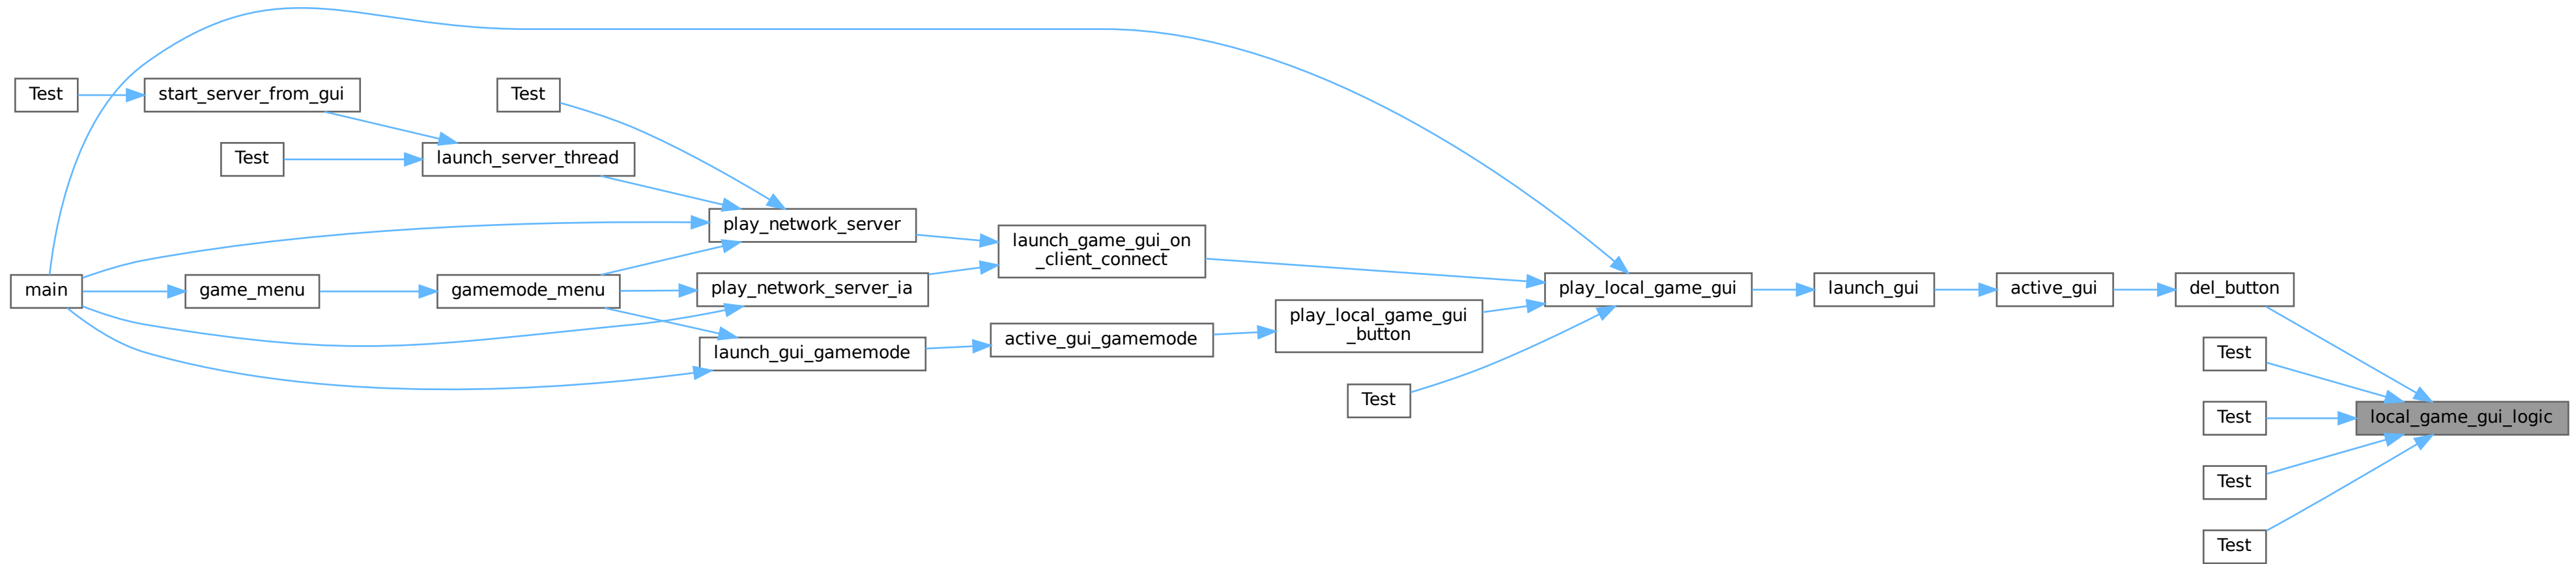 Test
start_server_from_gui
Test
launch_server_thread
Test
play_network_server
launch_game_gui_on
_client_connect
main
game_menu
gamemode_menu
play_network_server_ia
play_local_game_gui
launch_gui
active_gui
del_button
play_local_game_gui
_button
active_gui_gamemode
launch_gui_gamemode
Test
Test
Test
local_game_gui_logic
Test
Test